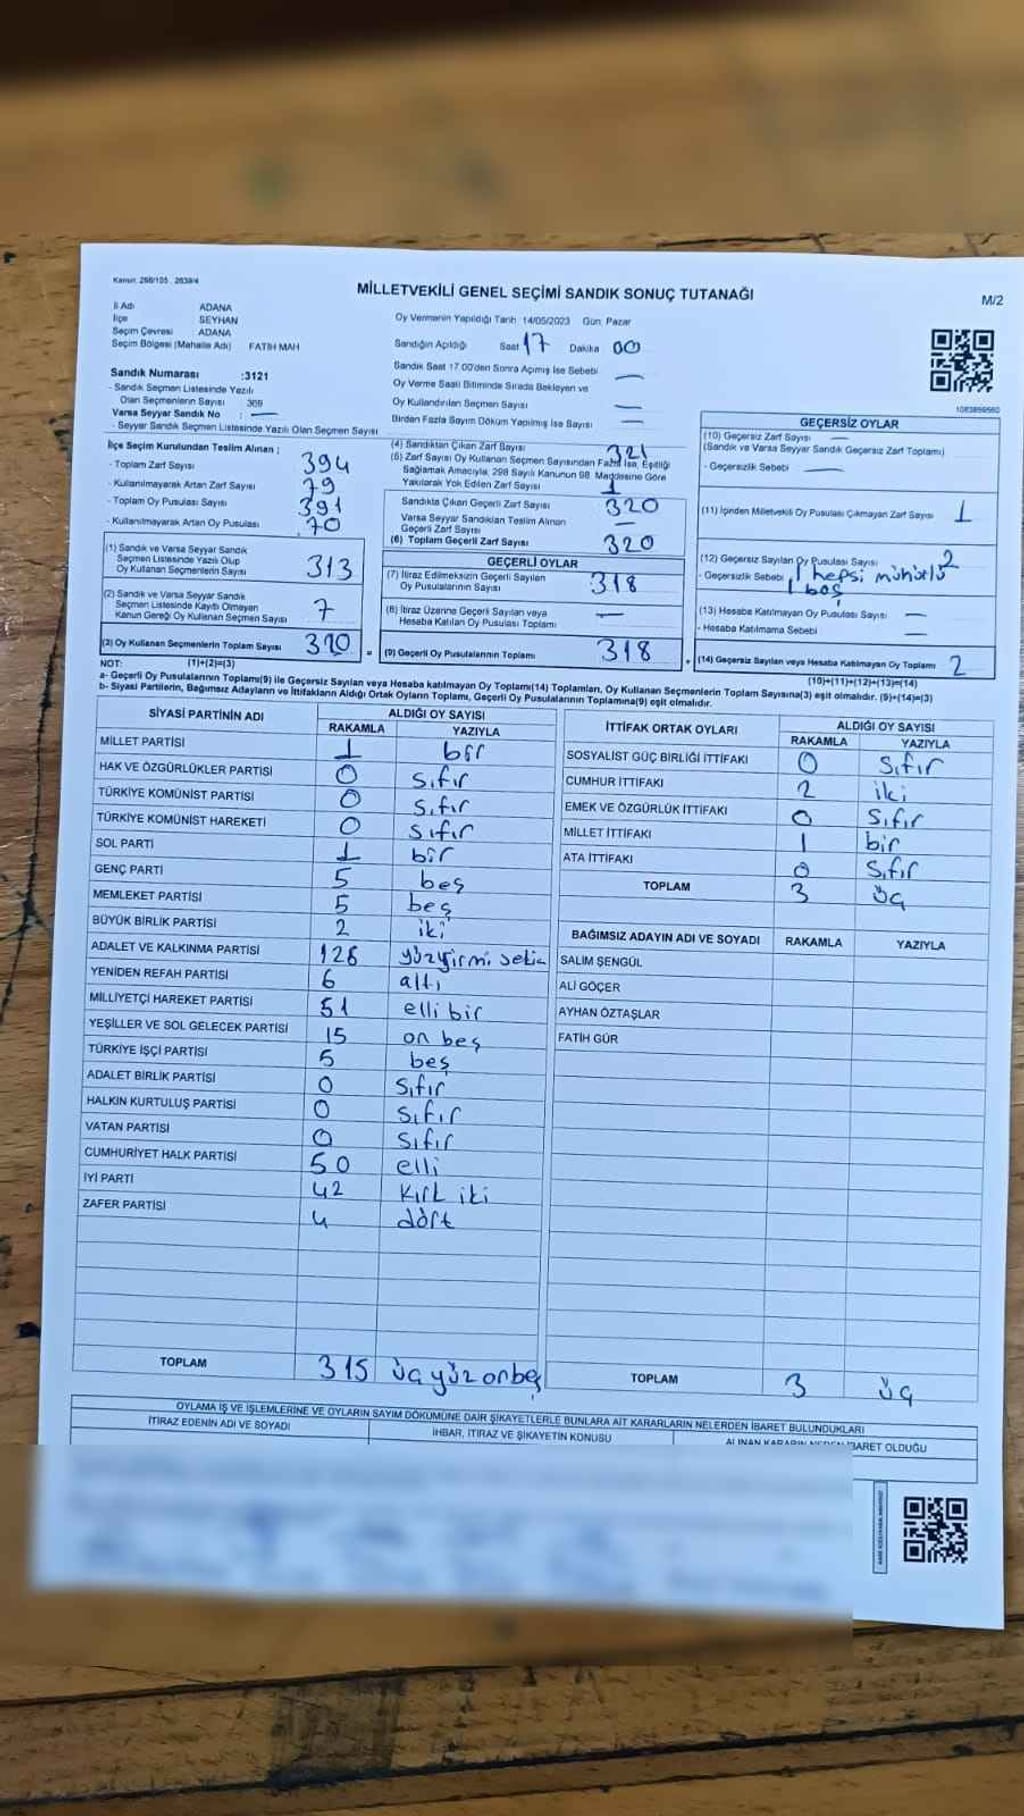 Kanun: 298/105 , 2839/4
MİLLETVEKİLİ GENEL SEÇİMİ SANDIK SONUÇ TUTANAĞI
M/2
İl Adı ADANA
İlçe SEYHAN
Seçim Çevresi ADANA
Seçim Bölgesi (Mahalle Adı) FATİH MAH
Oy Vermenin Yapıldığı Tarih 14/05/2023 Gün: Pazar
Sandığın Açıldığı Saat 17 Dakika 00
Sandık Saat 17.00'den Sonra Açılmış İse Sebebi —
Oy Verme Saati Bitiminde Sırada Bekleyen ve
Oy Kullandırılan Seçmen Sayısı —
Birden Fazla Sayım Döküm Yapılmış İse Sayısı —
Sandık Numarası :3121
- Sandık Seçmen Listesinde Yazılı
Olan Seçmenlerin Sayısı 369
Varsa Seyyar Sandık No : —
- Seyyar Sandık Seçmen Listesinde Yazılı Olan Seçmen Sayısı
İlçe Seçim Kurulundan Teslim Alınan ;
- Toplam Zarf Sayısı 394
- Kullanılmayarak Artan Zarf Sayısı 79
- Toplam Oy Pusulası Sayısı 391
- Kullanılmayarak Artan Oy Pusulası 70
(1) Sandık ve Varsa Seyyar Sandık
Seçmen Listesinde Yazılı Olup
Oy Kullanan Seçmenlerin Sayısı 313
(2) Sandık ve Varsa Seyyar Sandık
Seçmen Listesinde Kayıtlı Olmayan
Kanun Gereği Oy Kullanan Seçmen Sayısı 7
(3) Oy Kullanan Seçmenlerin Toplam Sayısı 320
(1)+(2)=(3)
(4) Sandıktan Çıkan Zarf Sayısı 321
(5) Zarf Sayısı Oy Kullanan Seçmen Sayısından Fazla İse, Eşitliği
Sağlamak Amacıyla, 298 Sayılı Kanunun 98. Maddesine Göre
Yakılarak Yok Edilen Zarf Sayısı 1
Sandıkta Çıkan Geçerli Zarf Sayısı 320
Varsa Seyyar Sandıktan Teslim Alınan
Geçerli Zarf Sayısı —
(6) Toplam Geçerli Zarf Sayısı 320
GEÇERLİ OYLAR
(7) İtiraz Edilmeksizin Geçerli Sayılan
Oy Pusulalarının Sayısı 318
(8) İtiraz Üzerine Geçerli Sayılan veya
Hesaba Katılan Oy Pusulası Toplamı —
= (9) Geçerli Oy Pusulalarının Toplamı 318
1083859560
GEÇERSİZ OYLAR
(10) Geçersiz Zarf Sayısı —
(Sandık ve Varsa Seyyar Sandık Geçersiz Zarf Toplamı)
- Geçersizlik Sebebi —
(11) İçinden Milletvekili Oy Pusulası Çıkmayan Zarf Sayısı 1
(12) Geçersiz Sayılan Oy Pusulası Sayısı 2
- Geçersizlik Sebebi 1 hepsi mühürlü
1 boş
(13) Hesaba Katılmayan Oy Pusulası Sayısı —
- Hesaba Katılmama Sebebi —
+ (14) Geçersiz Sayılan veya Hesaba Katılmayan Oy Toplamı 2
(10)+(11)+(12)+(13)=(14)
NOT:
a- Geçerli Oy Pusulalarının Toplamı(9) ile Geçersiz Sayılan veya Hesaba katılmayan Oy Toplamı(14) Toplamları, Oy Kullanan Seçmenlerin Toplam Sayısına(3) eşit olmalıdır. (9)+(14)=(3)
b- Siyasi Partilerin, Bağımsız Adayların ve İttifakların Aldığı Ortak Oyların Toplamı, Geçerli Oy Pusulalarının Toplamına(9) eşit olmalıdır.
SİYASİ PARTİNİN ADI ALDIĞI OY SAYISI
RAKAMLA YAZIYLA
MİLLET PARTİSİ 1 bir
HAK VE ÖZGÜRLÜKLER PARTİSİ 0 sıfır
TÜRKİYE KOMÜNİST PARTİSİ 0 sıfır
TÜRKİYE KOMÜNİST HAREKETİ 0 sıfır
SOL PARTİ 1 bir
GENÇ PARTİ 5 beş
MEMLEKET PARTİSİ 5 beş
BÜYÜK BİRLİK PARTİSİ 2 iki
ADALET VE KALKINMA PARTİSİ 128 yüzyirmi sekiz
YENİDEN REFAH PARTİSİ 6 altı
MİLLİYETÇİ HAREKET PARTİSİ 51 elli bir
YEŞİLLER VE SOL GELECEK PARTİSİ 15 on beş
TÜRKİYE İŞÇİ PARTİSİ 5 beş
ADALET BİRLİK PARTİSİ 0 sıfır
HALKIN KURTULUŞ PARTİSİ 0 sıfır
VATAN PARTİSİ 0 sıfır
CUMHURİYET HALK PARTİSİ 50 elli
İYİ PARTİ 42 kırk iki
ZAFER PARTİSİ 4 dört
TOPLAM 315 üçyüz onbeş
İTTİFAK ORTAK OYLARI ALDIĞI OY SAYISI
RAKAMLA YAZIYLA
SOSYALİST GÜÇ BİRLİĞİ İTTİFAKI 0 sıfır
CUMHUR İTTİFAKI 2 iki
EMEK VE ÖZGÜRLÜK İTTİFAKI 0 sıfır
MİLLET İTTİFAKI 1 bir
ATA İTTİFAKI 0 sıfır
TOPLAM 3 üç
BAĞIMSIZ ADAYIN ADI VE SOYADI RAKAMLA YAZIYLA
SALİM ŞENGÜL
ALİ GÖÇER
AYHAN ÖZTAŞLAR
FATİH GÜR
TOPLAM 3 üç
OYLAMA İŞ VE İŞLEMLERİNE VE OYLARIN SAYIM DÖKÜMÜNE DAİR ŞİKAYETLERLE BUNLARA AİT KARARLARIN NELERDEN İBARET BULUNDUKLARI
İTİRAZ EDENİN ADI VE SOYADI
İHBAR, İTİRAZ VE ŞİKAYETİN KONUSU
ALINAN KARARIN NEDEN İBARET OLDUĞU